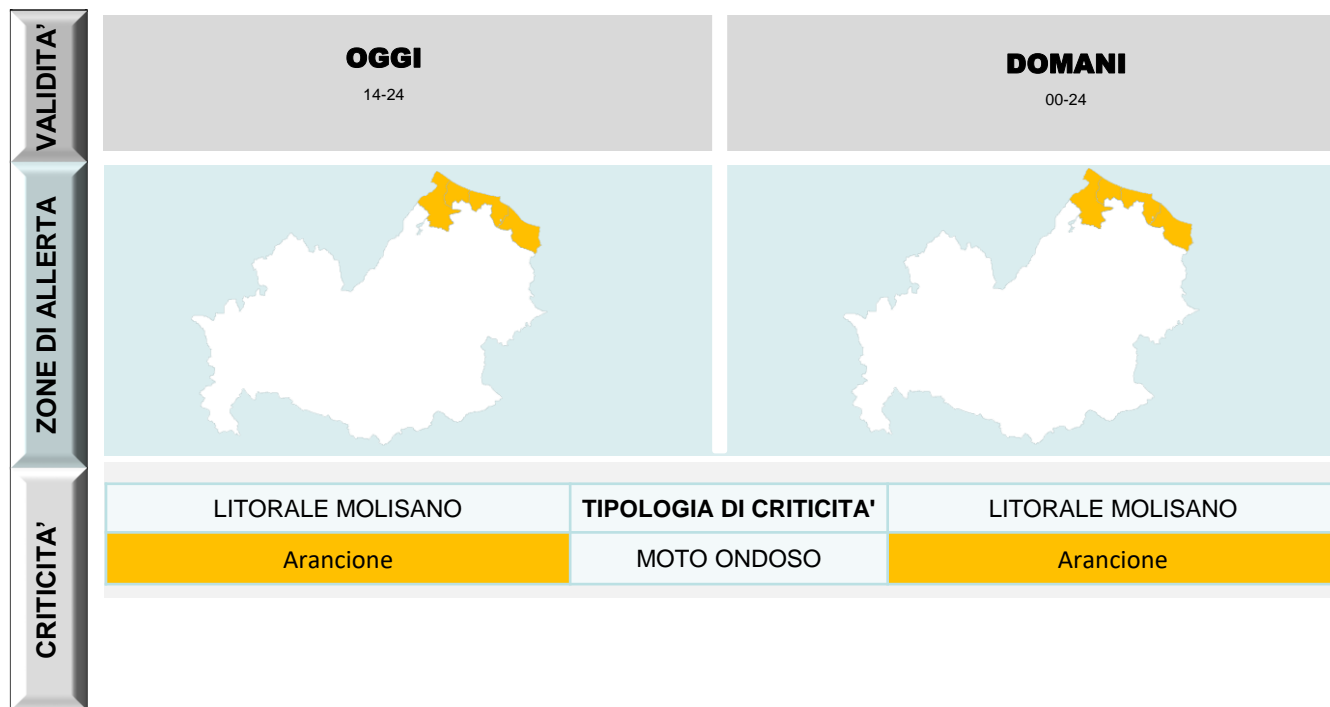 VALIDITA’
OGGI
14-24
DOMANI
00-24
ZONE DI ALLERTA
CRITICITA’
LITORALE MOLISANO
TIPOLOGIA DI CRITICITA'
LITORALE MOLISANO
Arancione
MOTO ONDOSO
Arancione